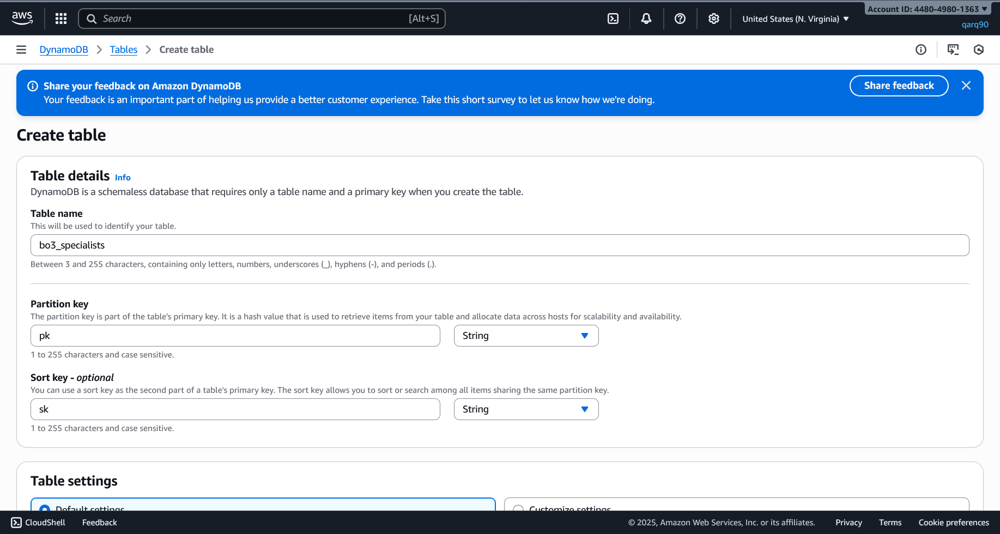 aws
Search [Alt+S]
United States (N. Virginia)
Account ID: 4480-4980-1363
qarq90
DynamoDB
Tables
Create table
Share your feedback on Amazon DynamoDB
Your feedback is an important part of helping us provide a better customer experience. Take this short survey to let us know how we're doing.
Share feedback
Create table
Table details Info
DynamoDB is a schemaless database that requires only a table name and a primary key when you create the table.
Table name
This will be used to identify your table.
bo3_specialists
Between 3 and 255 characters, containing only letters, numbers, underscores (_), hyphens (-), and periods (.).
Partition key
The partition key is part of the table's primary key. It is a hash value that is used to retrieve items from your table and allocate data across hosts for scalability and availability.
pk
String
1 to 255 characters and case sensitive.
Sort key - optional
You can use a sort key as the second part of a table's primary key. The sort key allows you to sort or search among all items sharing the same partition key.
sk
String
1 to 255 characters and case sensitive.
Table settings
Default settings
Customize settings
CloudShell
Feedback
© 2025, Amazon Web Services, Inc. or its affiliates.
Privacy
Terms
Cookie preferences